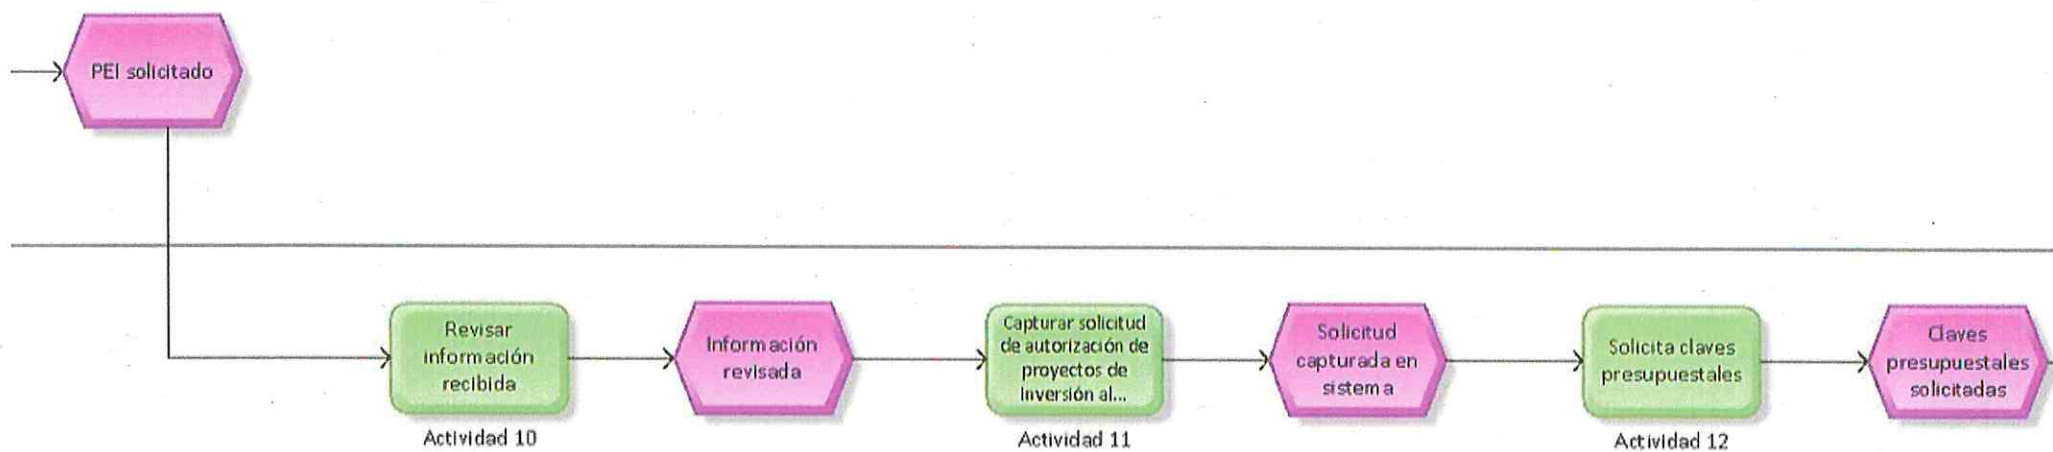 PEI solicitado
Revisar
información
recibida
Actividad 10
Información
revisada
Capturar solicitud
de autorización de
proyectos de
Inversión al...
Actividad 11
Solicitud
capturada en
sistema
Solicita claves
presupuestales
Actividad 12
Claves
presupuestales
solicitadas